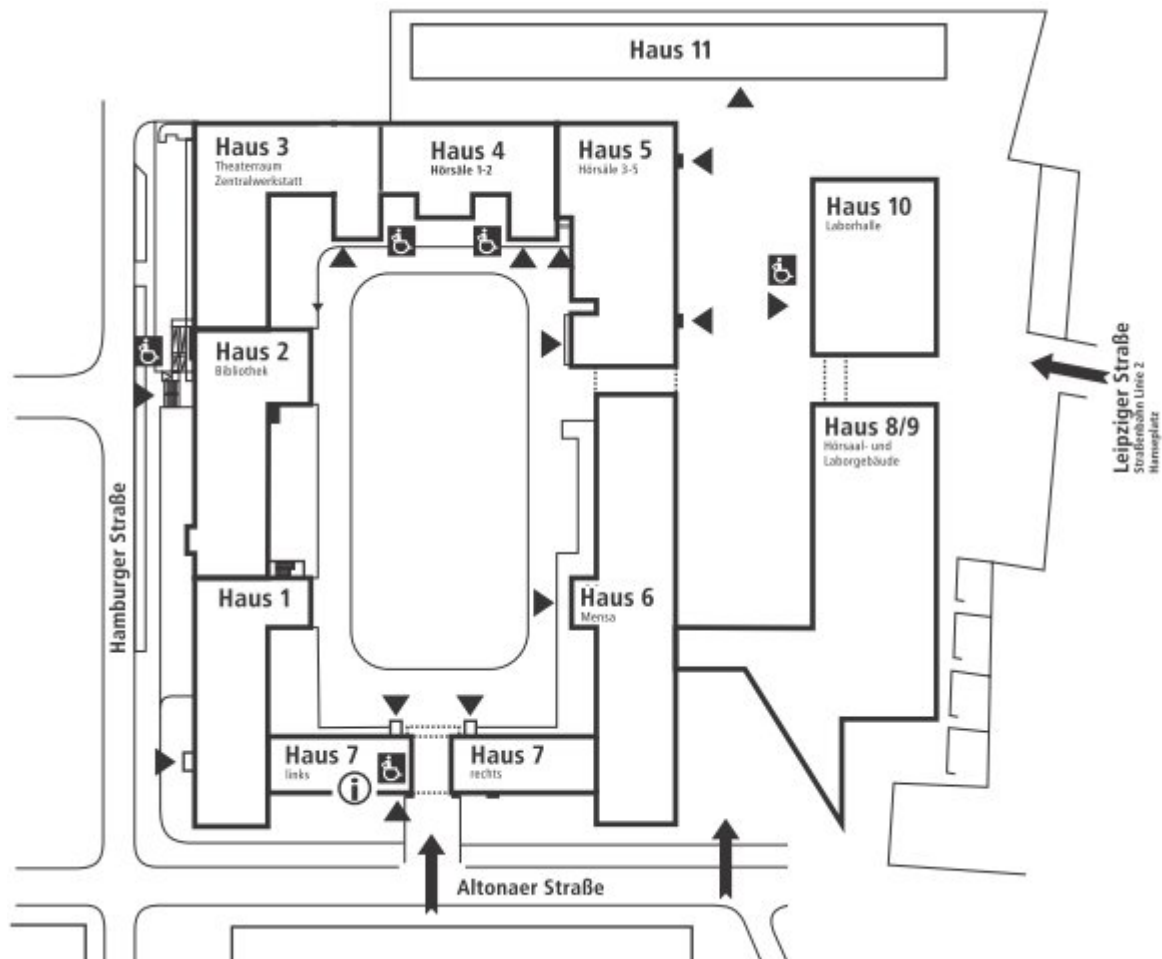 Haus 11
Haus 3
Theaterraum
Zentralwerkstatt
Haus 4
Hörsäle 1-2
Haus 5
Hörsäle 3-5
Haus 10
Laborhalle
Haus 2
Bibliothek
Leipziger Straße
Straßenbahn Linie 2
Hanseplatz
Haus 8/9
Hörsaal- und
Laborgebäude
Hamburger Straße
Haus 1
Haus 6
Mensa
Haus 7
links
i
Haus 7
rechts
Altonaer Straße